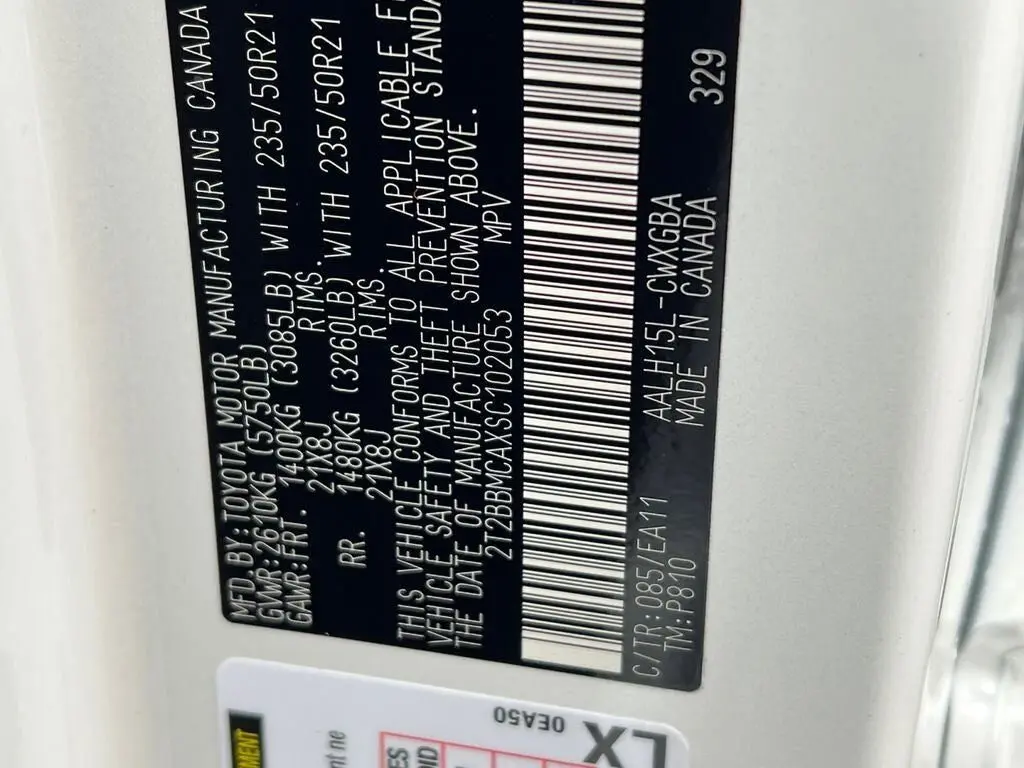 MFD. BY: TOYOTA MOTOR MANUFACTURING CANADA
GVWR: 2610KG (5750LB)
GAWR: FRT. 1400KG (3085LB) WITH 235/50R21
21X8J RIMS.
RR. 1480KG (3260LB) WITH 235/50R21
21X8J RIMS.
THIS VEHICLE CONFORMS TO ALL APPLICABLE
VEHICLE SAFETY AND THEFT PREVENTION
THE DATE OF MANUFACTURE SHOWN ABOVE.
2T2BBMCAXSC102053 MPV
C/TR: 085/EA11 AALH15L-CWXGBA 329
TM: P810 MADE IN CANADA
LX
0EA50